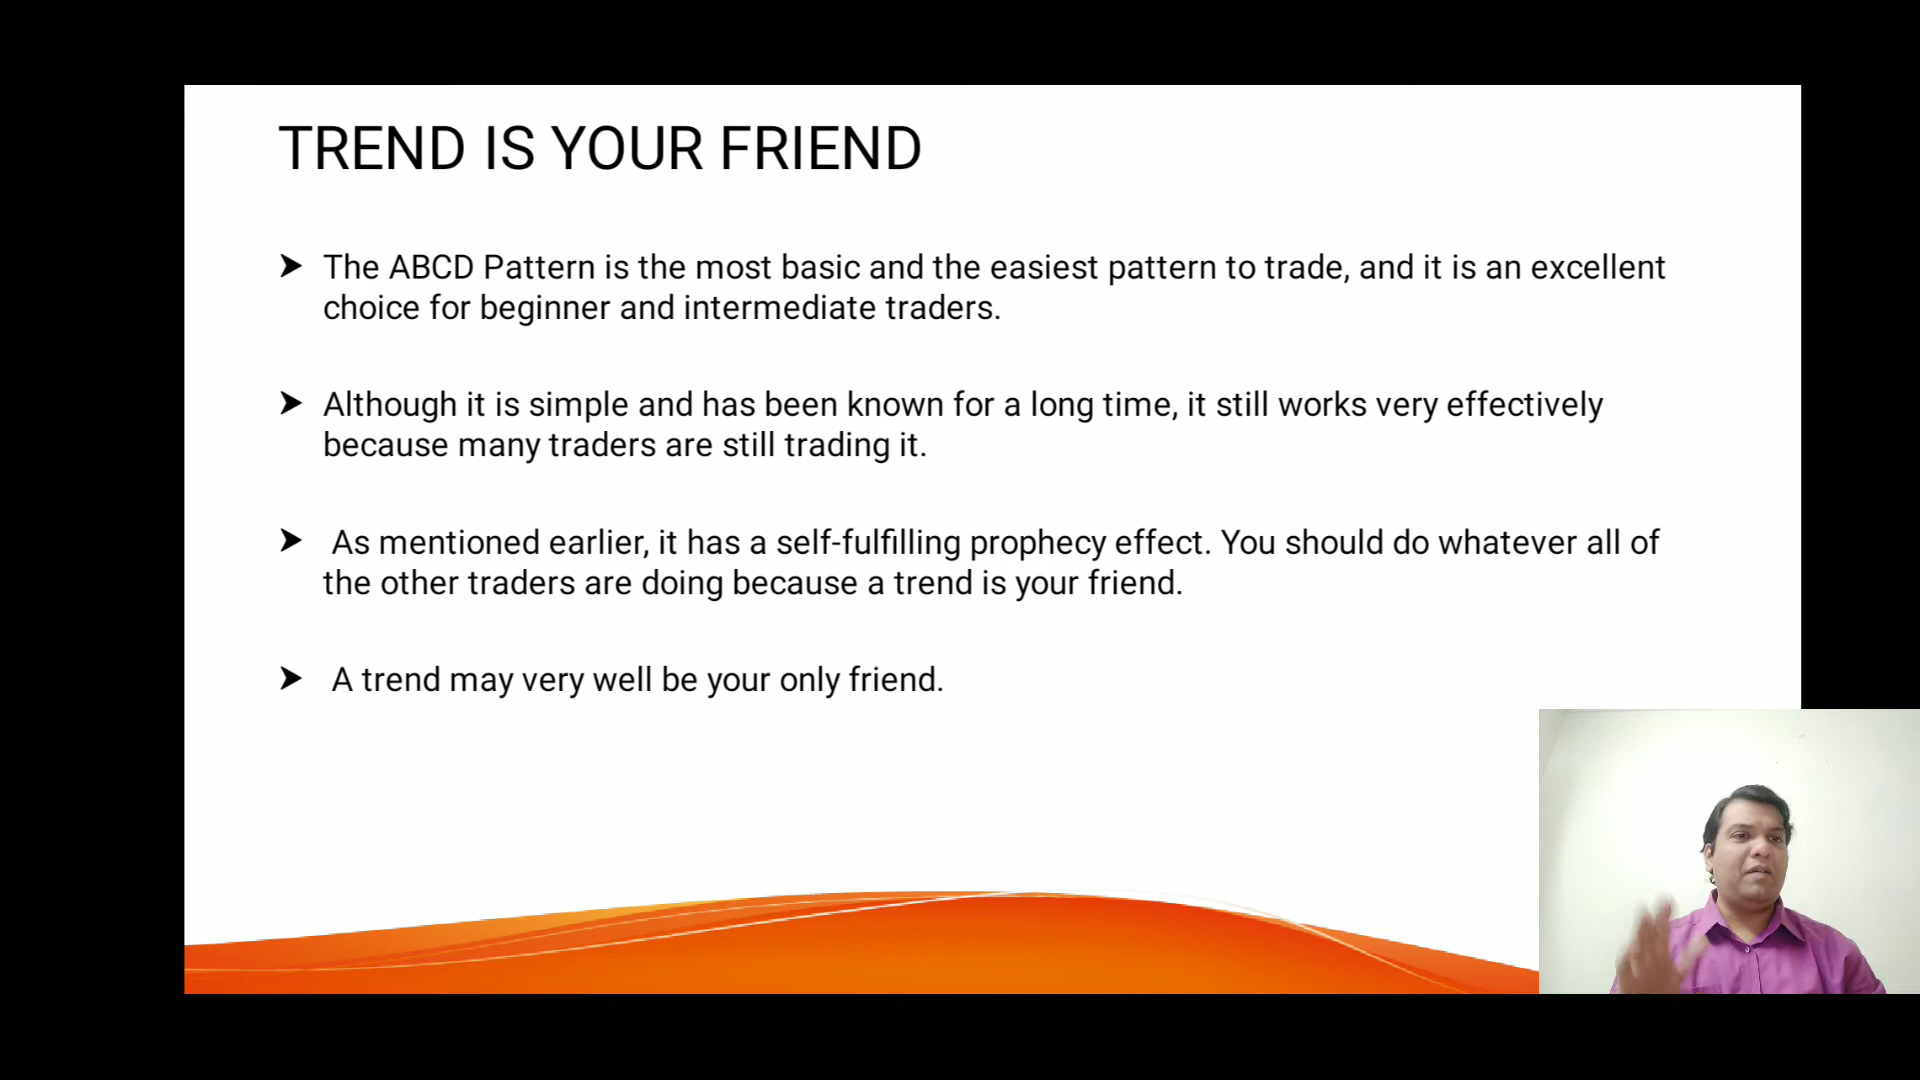 TREND IS YOUR FRIEND
➤ The ABCD Pattern is the most basic and the easiest pattern to trade, and it is an excellent
choice for beginner and intermediate traders.
➤ Although it is simple and has been known for a long time, it still works very effectively
because many traders are still trading it.
➤ As mentioned earlier, it has a self-fulfilling prophecy effect. You should do whatever all of
the other traders are doing because a trend is your friend.
➤ A trend may very well be your only friend.